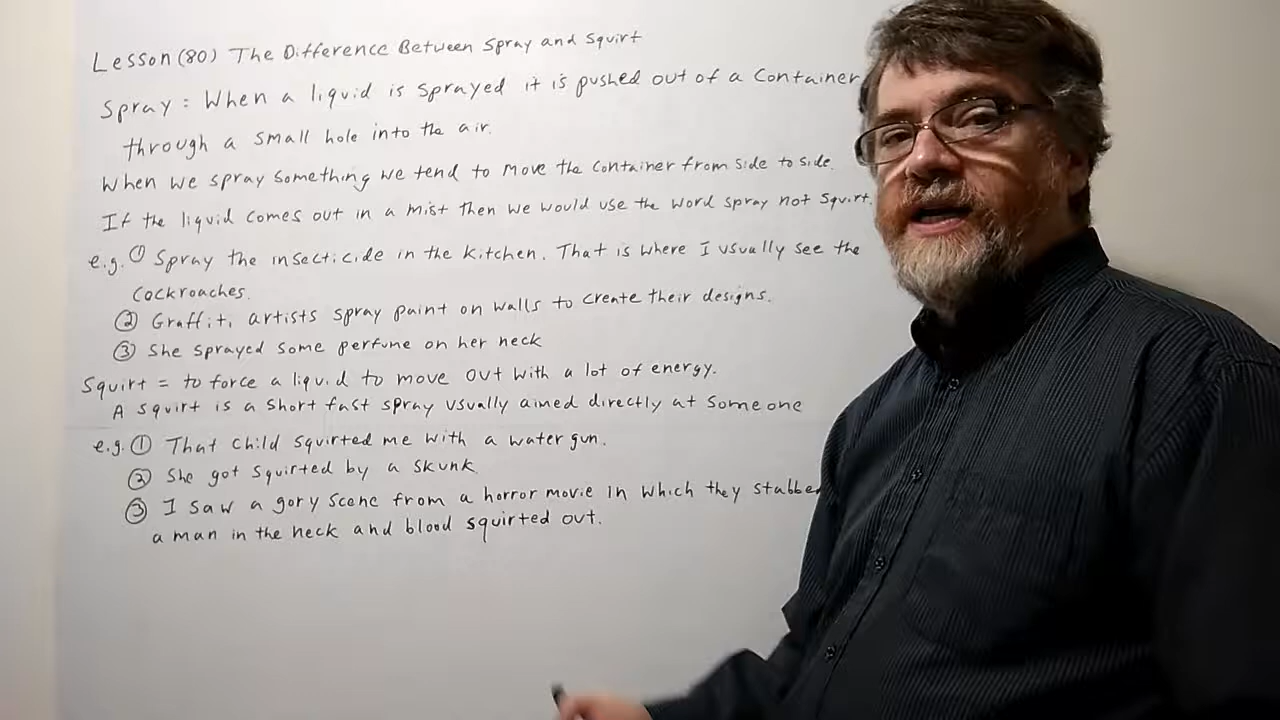 Lesson (80) The Difference Between Spray and Squirt
Spray : When a liquid is sprayed it is pushed out of a container
through a small hole into the air.
When we spray something we tend to move the container from side to side.
If the liquid comes out in a mist then we would use the word spray not squirt.
e.g. ① Spray the insecticide in the kitchen. That is where I usually see the
cockroaches.
② Graffiti artists spray paint on walls to create their designs.
③ She sprayed some perfume on her neck
Squirt = to force a liquid to move out with a lot of energy.
A squirt is a short fast spray usually aimed directly at someone
e.g. ① That child squirted me with a water gun.
② She got squirted by a skunk
③ I saw a gory scene from a horror movie in which they stabbe
a man in the neck and blood squirted out.